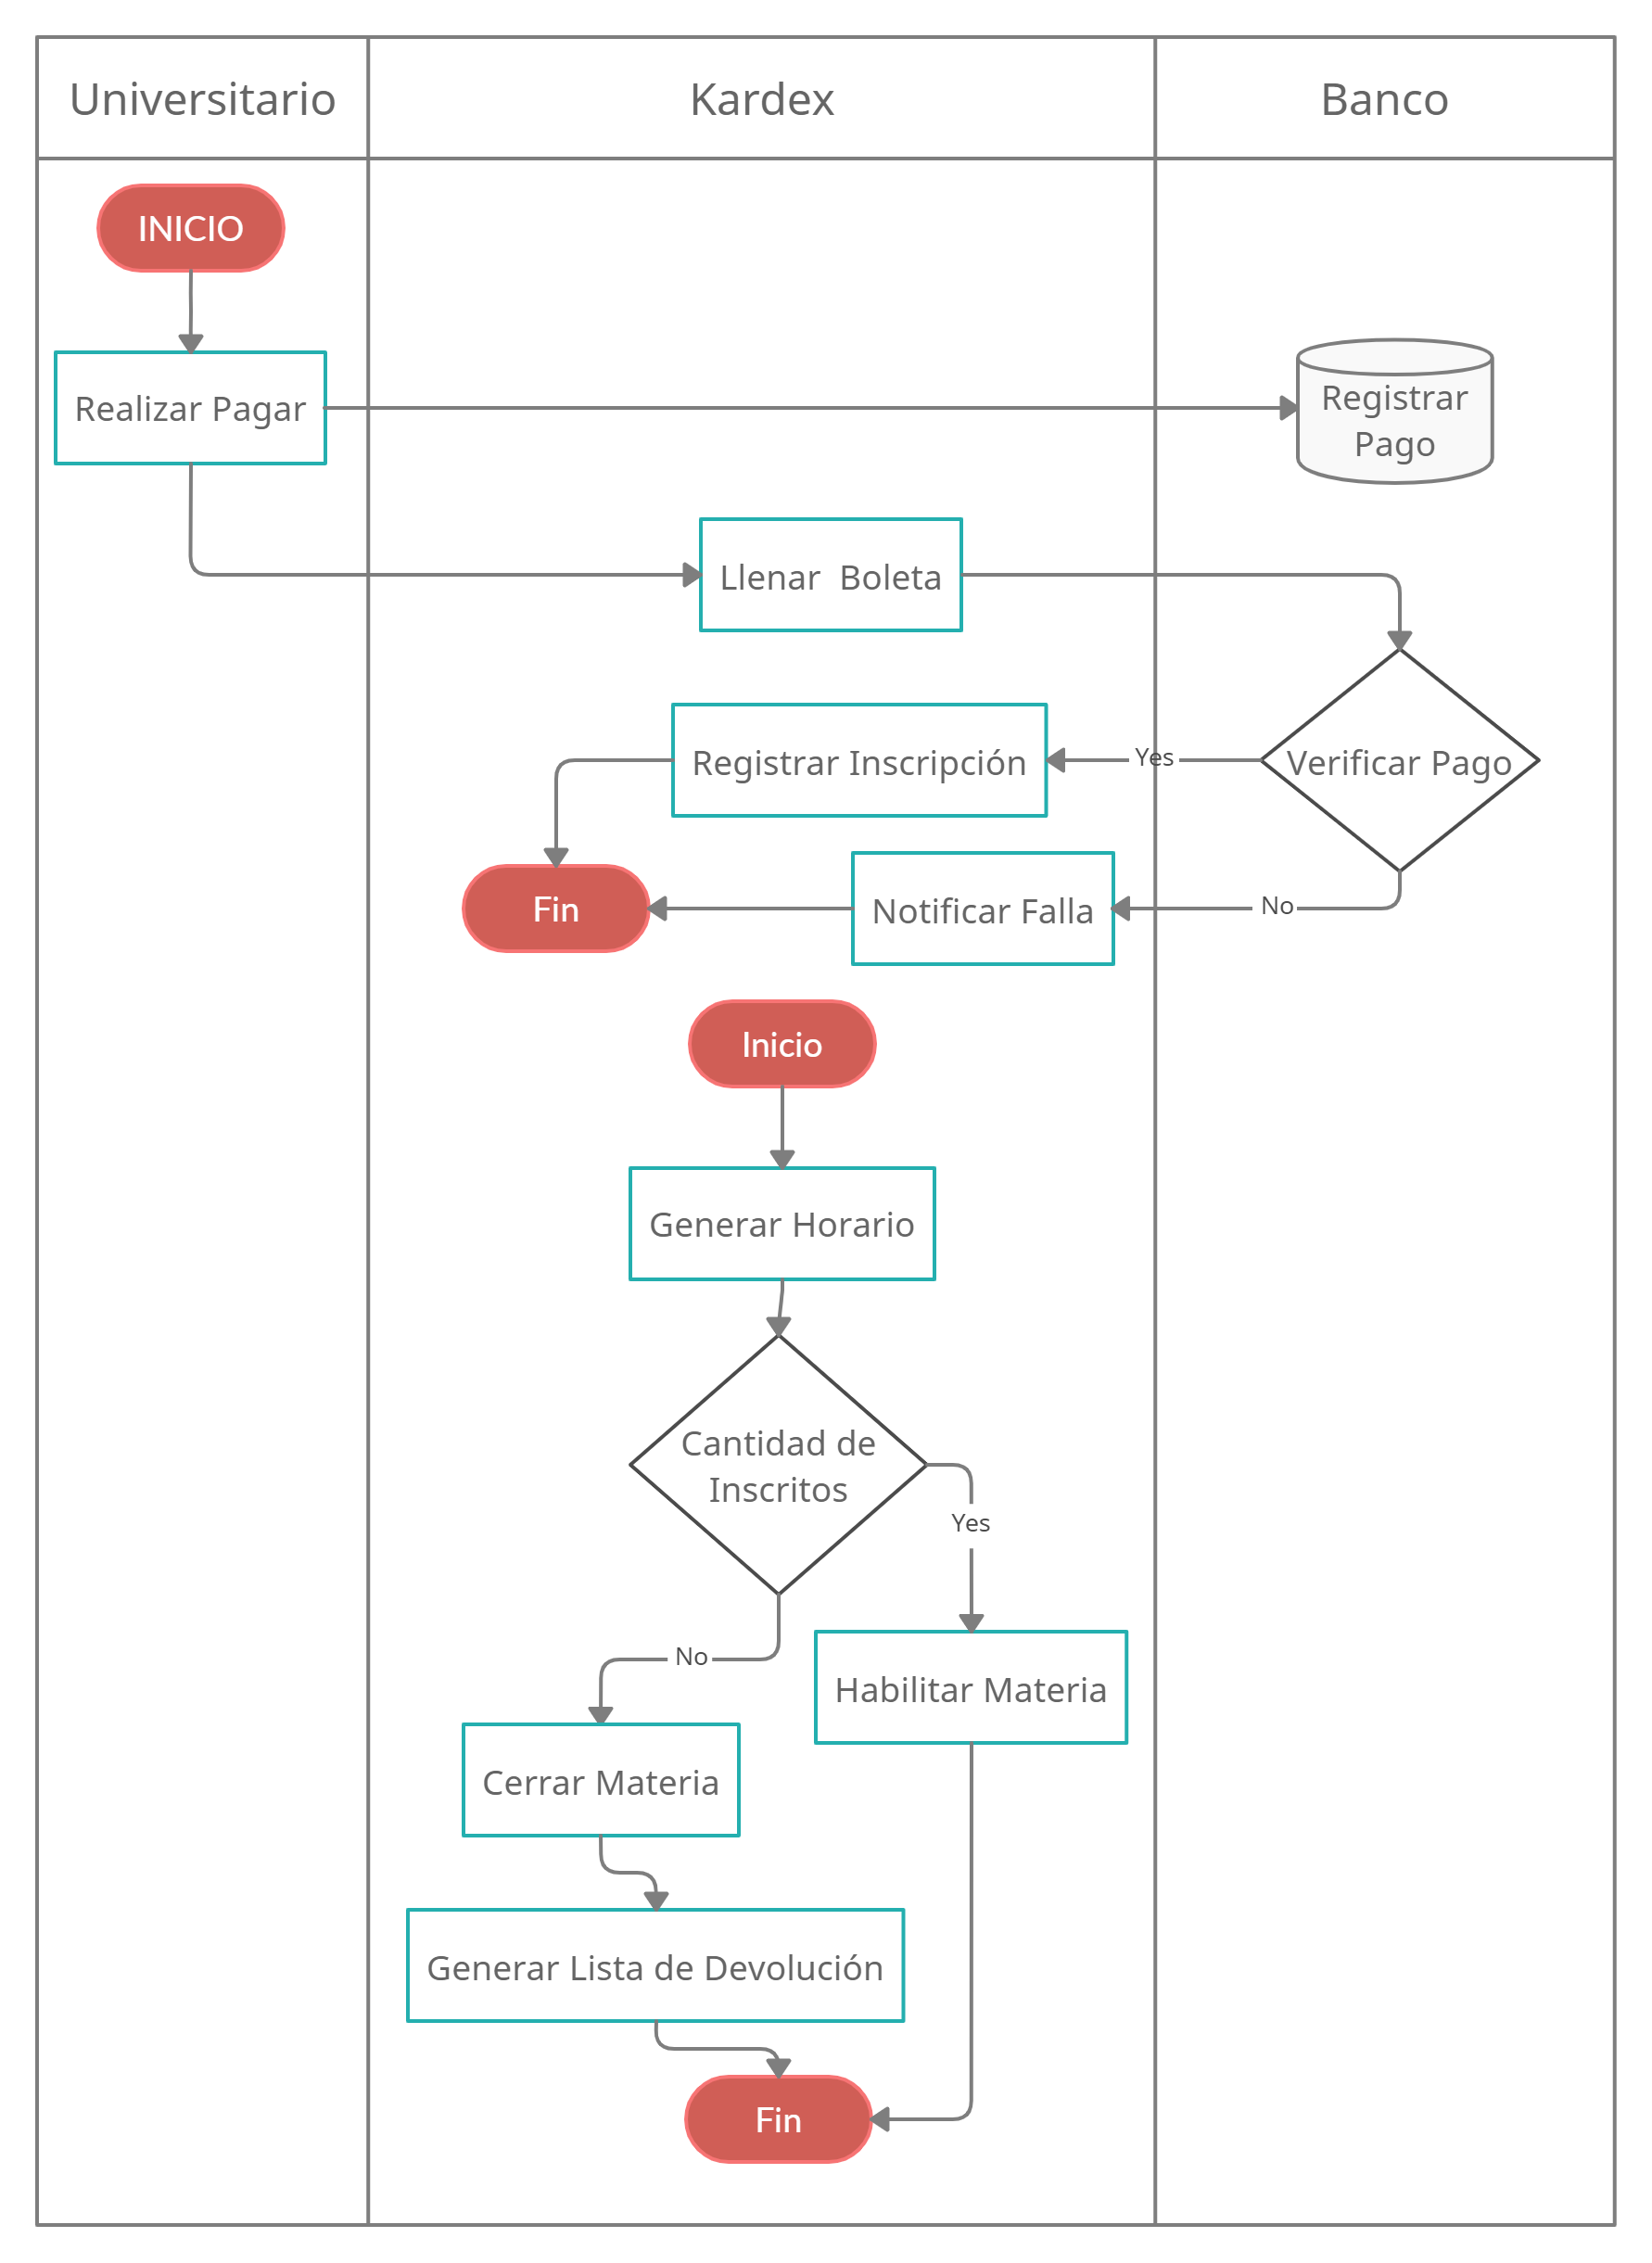 Universitario
Kardex
Banco
INICIO
Realizar Pagar
Registrar
Pago
Llenar  Boleta
Registrar Inscripción
Yes
Verificar Pago
Fin
Notificar Falla
No
Inicio
Generar Horario
Cantidad de
Inscritos
Yes
No
Habilitar Materia
Cerrar Materia
Generar Lista de Devolución
Fin